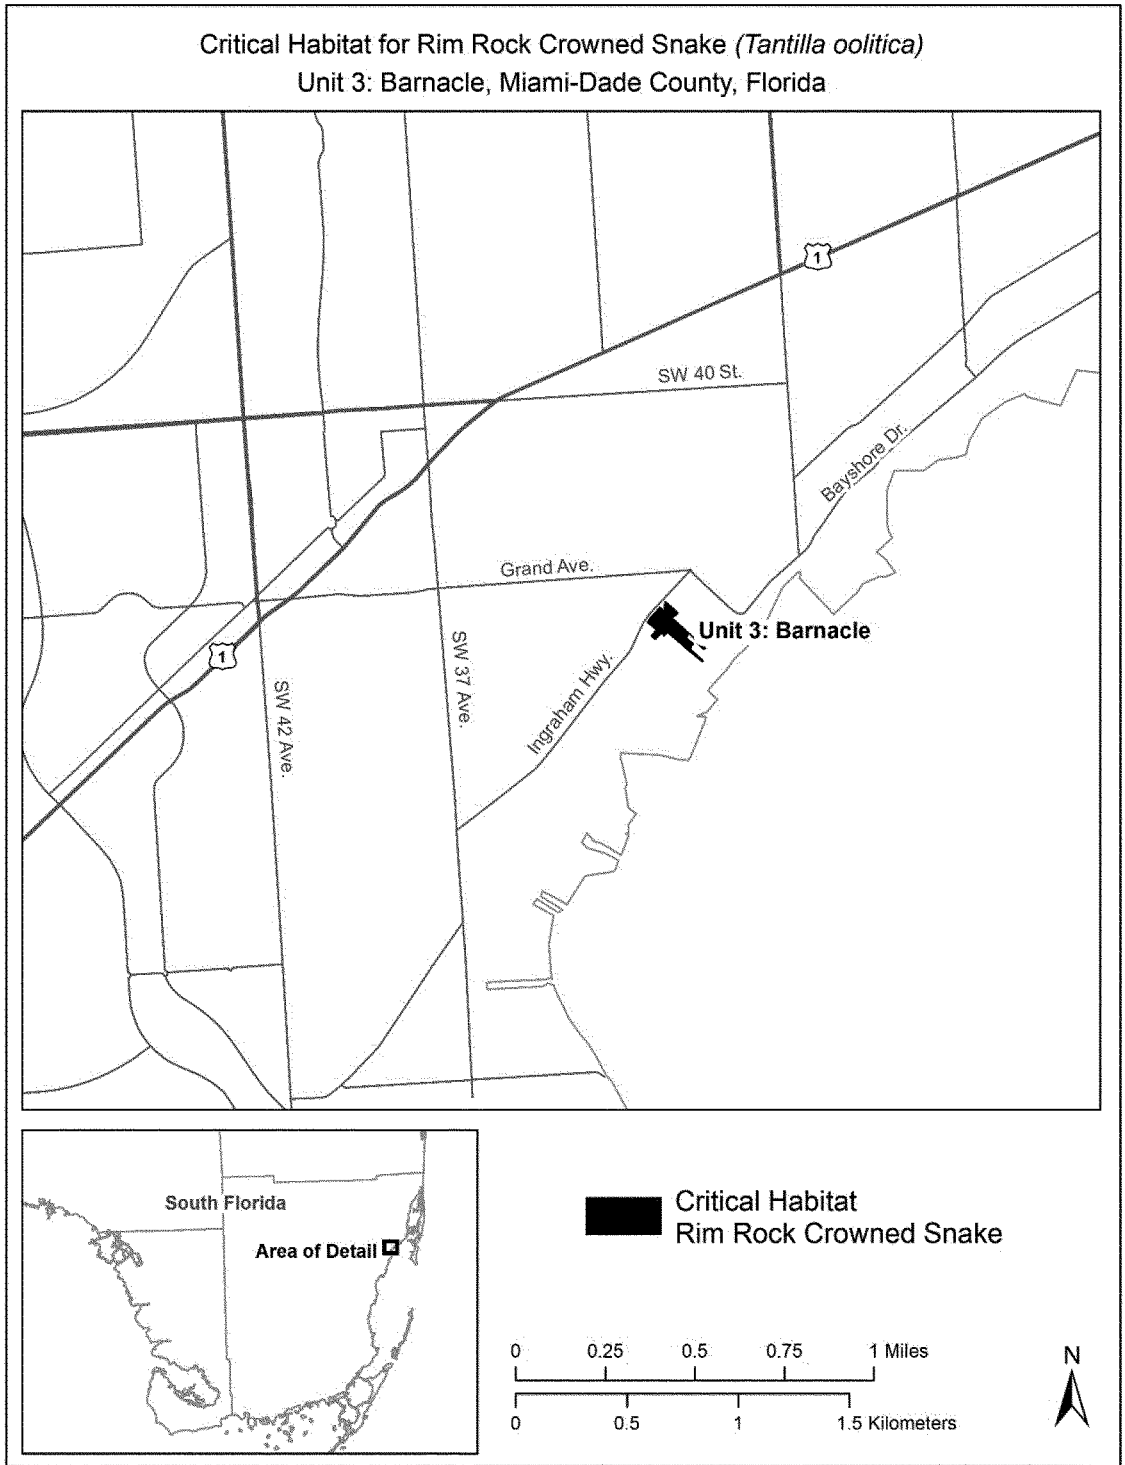 Critical Habitat for Rim Rock Crowned Snake (Tantilla oolitica)
Unit 3: Barnacle, Miami-Dade County, Florida
1
SW 40 St.
Bayshore Dr.
Grand Ave.
Unit 3: Barnacle
1
SW 37 Ave.
Ingraham Hwy.
SW 42 Ave.
South Florida
Area of Detail
Critical Habitat
Rim Rock Crowned Snake
0 0.25 0.5 0.75 1 Miles
0 0.5 1 1.5 Kilometers
N